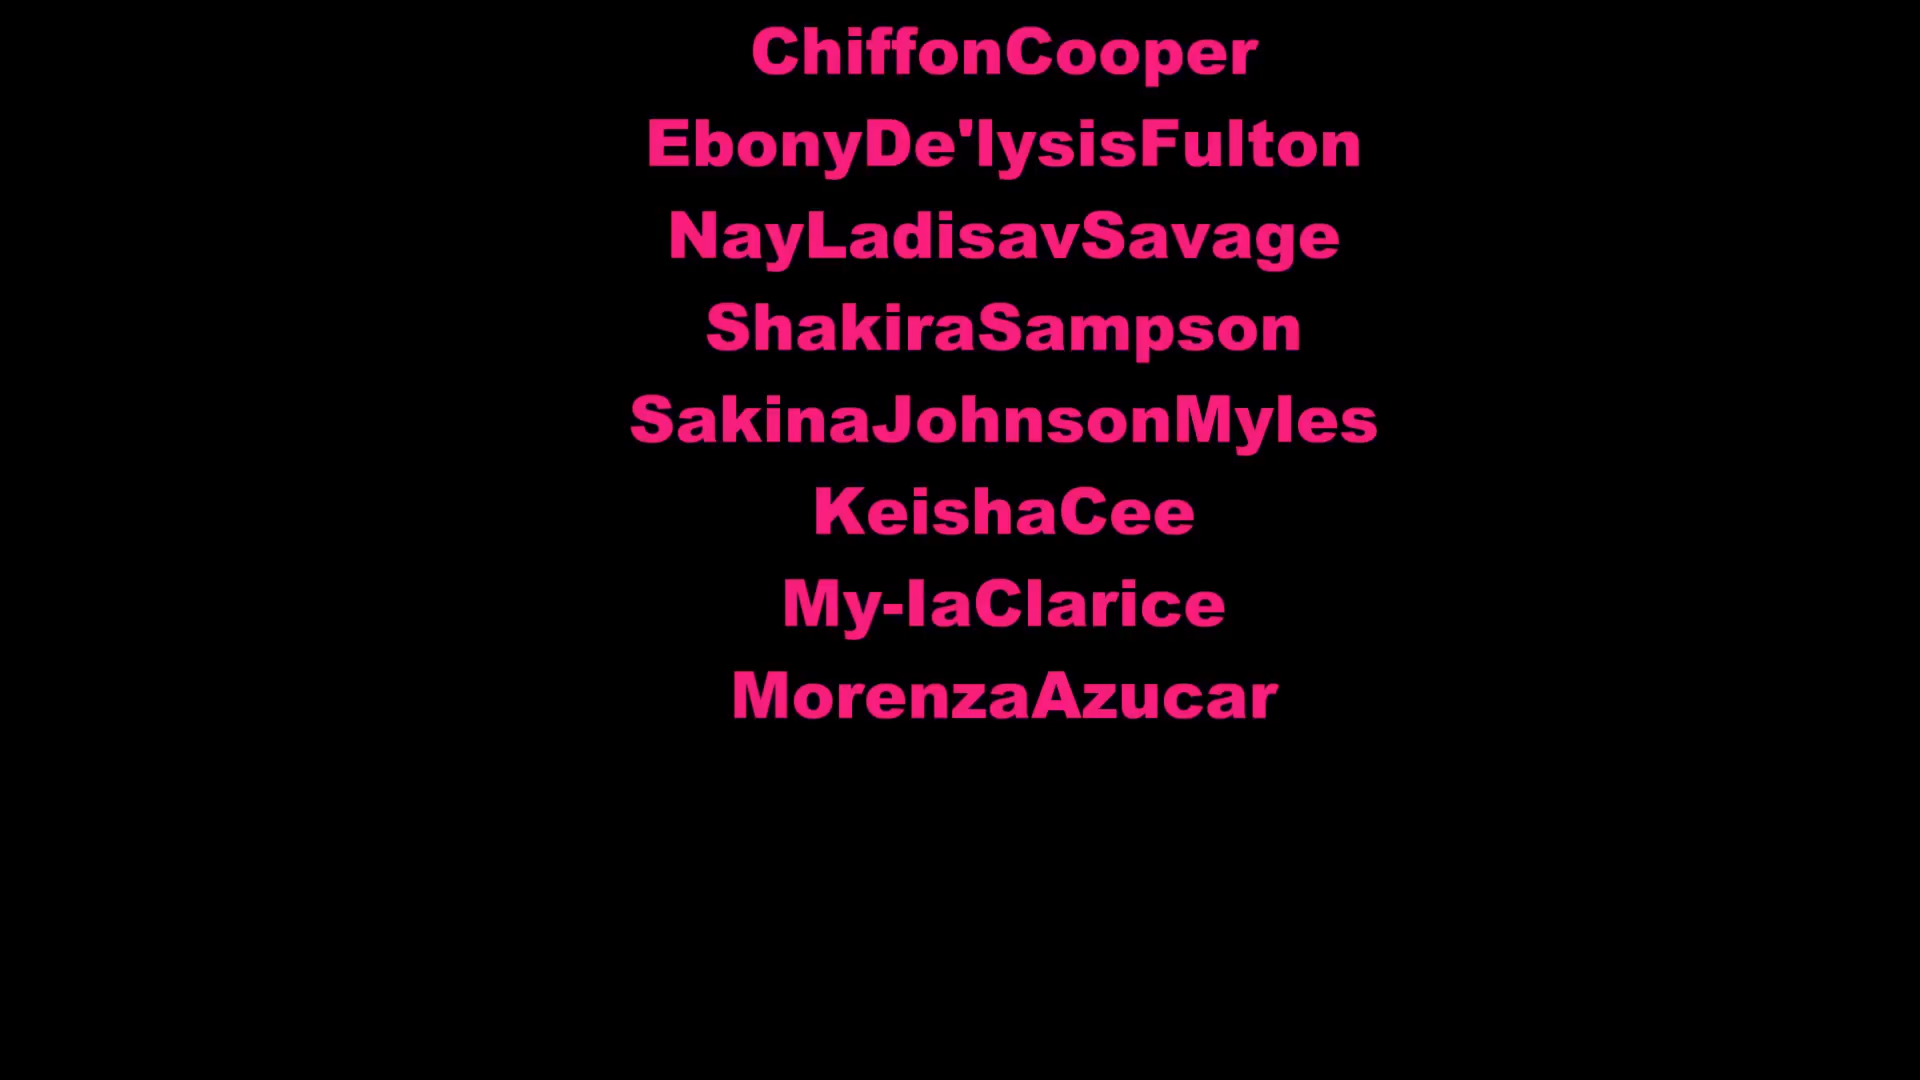 ChiffonCooper
EbonyDe'lysisFulton
NayLadisavSavage
ShakiraSampson
SakinaJohnsonMyles
KeishaCee
My-IaClarice
MorenzaAzucar